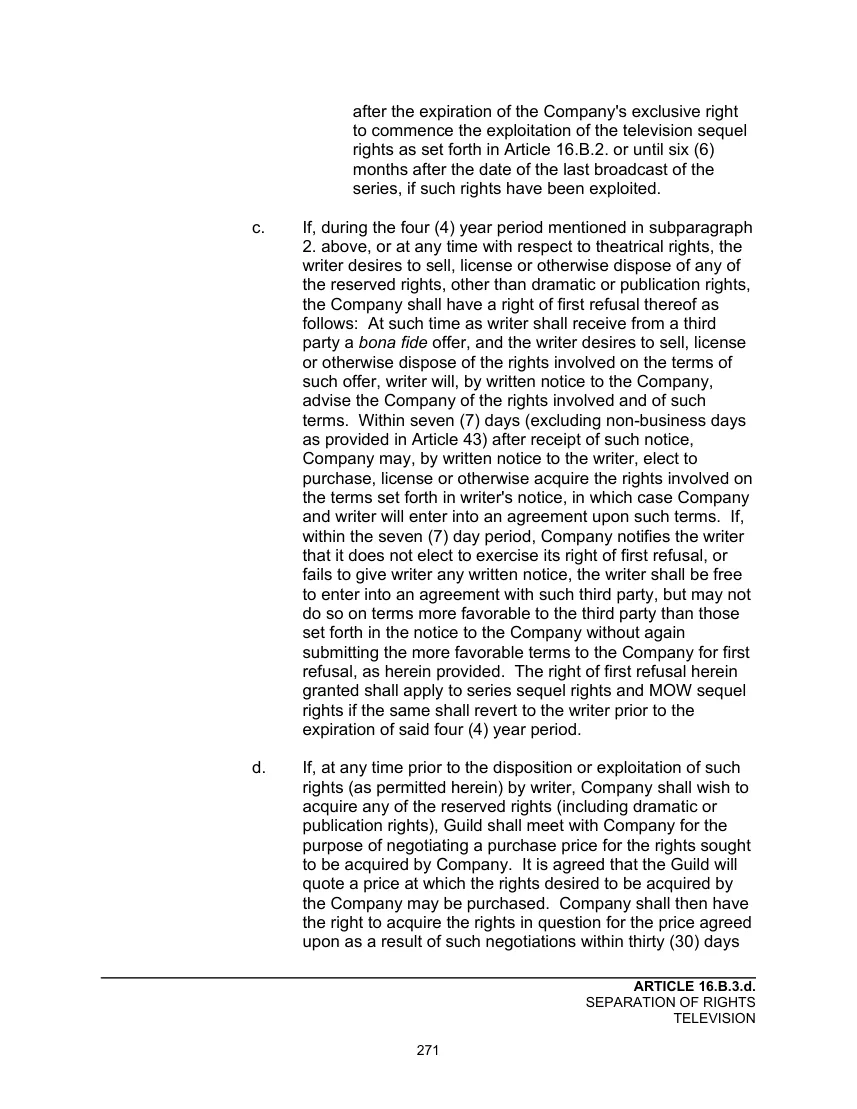 after the expiration of the Company's exclusive right
to commence the exploitation of the television sequel
rights as set forth in Article 16.B.2. or until six (6)
months after the date of the last broadcast of the
series, if such rights have been exploited.
c. If, during the four (4) year period mentioned in subparagraph
2. above, or at any time with respect to theatrical rights, the
writer desires to sell, license or otherwise dispose of any of
the reserved rights, other than dramatic or publication rights,
the Company shall have a right of first refusal thereof as
follows: At such time as writer shall receive from a third
party a bona fide offer, and the writer desires to sell, license
or otherwise dispose of the rights involved on the terms of
such offer, writer will, by written notice to the Company,
advise the Company of the rights involved and of such
terms. Within seven (7) days (excluding non-business days
as provided in Article 43) after receipt of such notice,
Company may, by written notice to the writer, elect to
purchase, license or otherwise acquire the rights involved on
the terms set forth in writer's notice, in which case Company
and writer will enter into an agreement upon such terms. If,
within the seven (7) day period, Company notifies the writer
that it does not elect to exercise its right of first refusal, or
fails to give writer any written notice, the writer shall be free
to enter into an agreement with such third party, but may not
do so on terms more favorable to the third party than those
set forth in the notice to the Company without again
submitting the more favorable terms to the Company for first
refusal, as herein provided. The right of first refusal herein
granted shall apply to series sequel rights and MOW sequel
rights if the same shall revert to the writer prior to the
expiration of said four (4) year period.
d. If, at any time prior to the disposition or exploitation of such
rights (as permitted herein) by writer, Company shall wish to
acquire any of the reserved rights (including dramatic or
publication rights), Guild shall meet with Company for the
purpose of negotiating a purchase price for the rights sought
to be acquired by Company. It is agreed that the Guild will
quote a price at which the rights desired to be acquired by
the Company may be purchased. Company shall then have
the right to acquire the rights in question for the price agreed
upon as a result of such negotiations within thirty (30) days
ARTICLE 16.B.3.d.
SEPARATION OF RIGHTS
TELEVISION
271